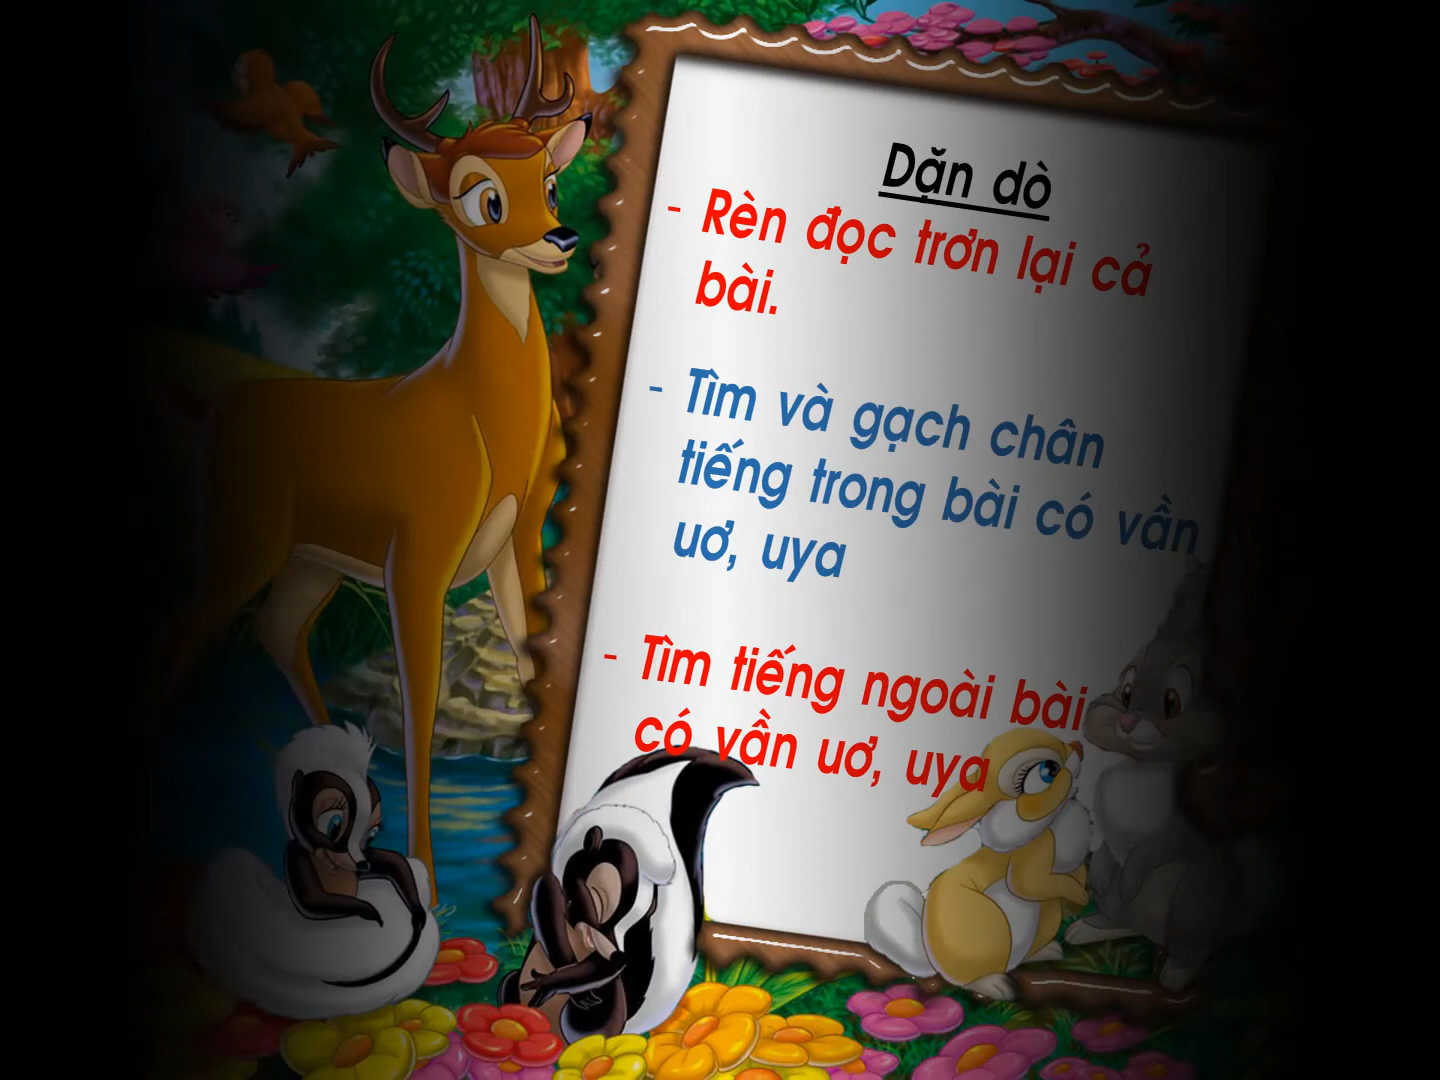 Dặn dò
- Rèn đọc trơn lại cả
bài.
- Tìm và gạch chân
tiếng trong bài có vần
uơ, uya
- Tìm tiếng ngoài bài
có vần uơ, uya